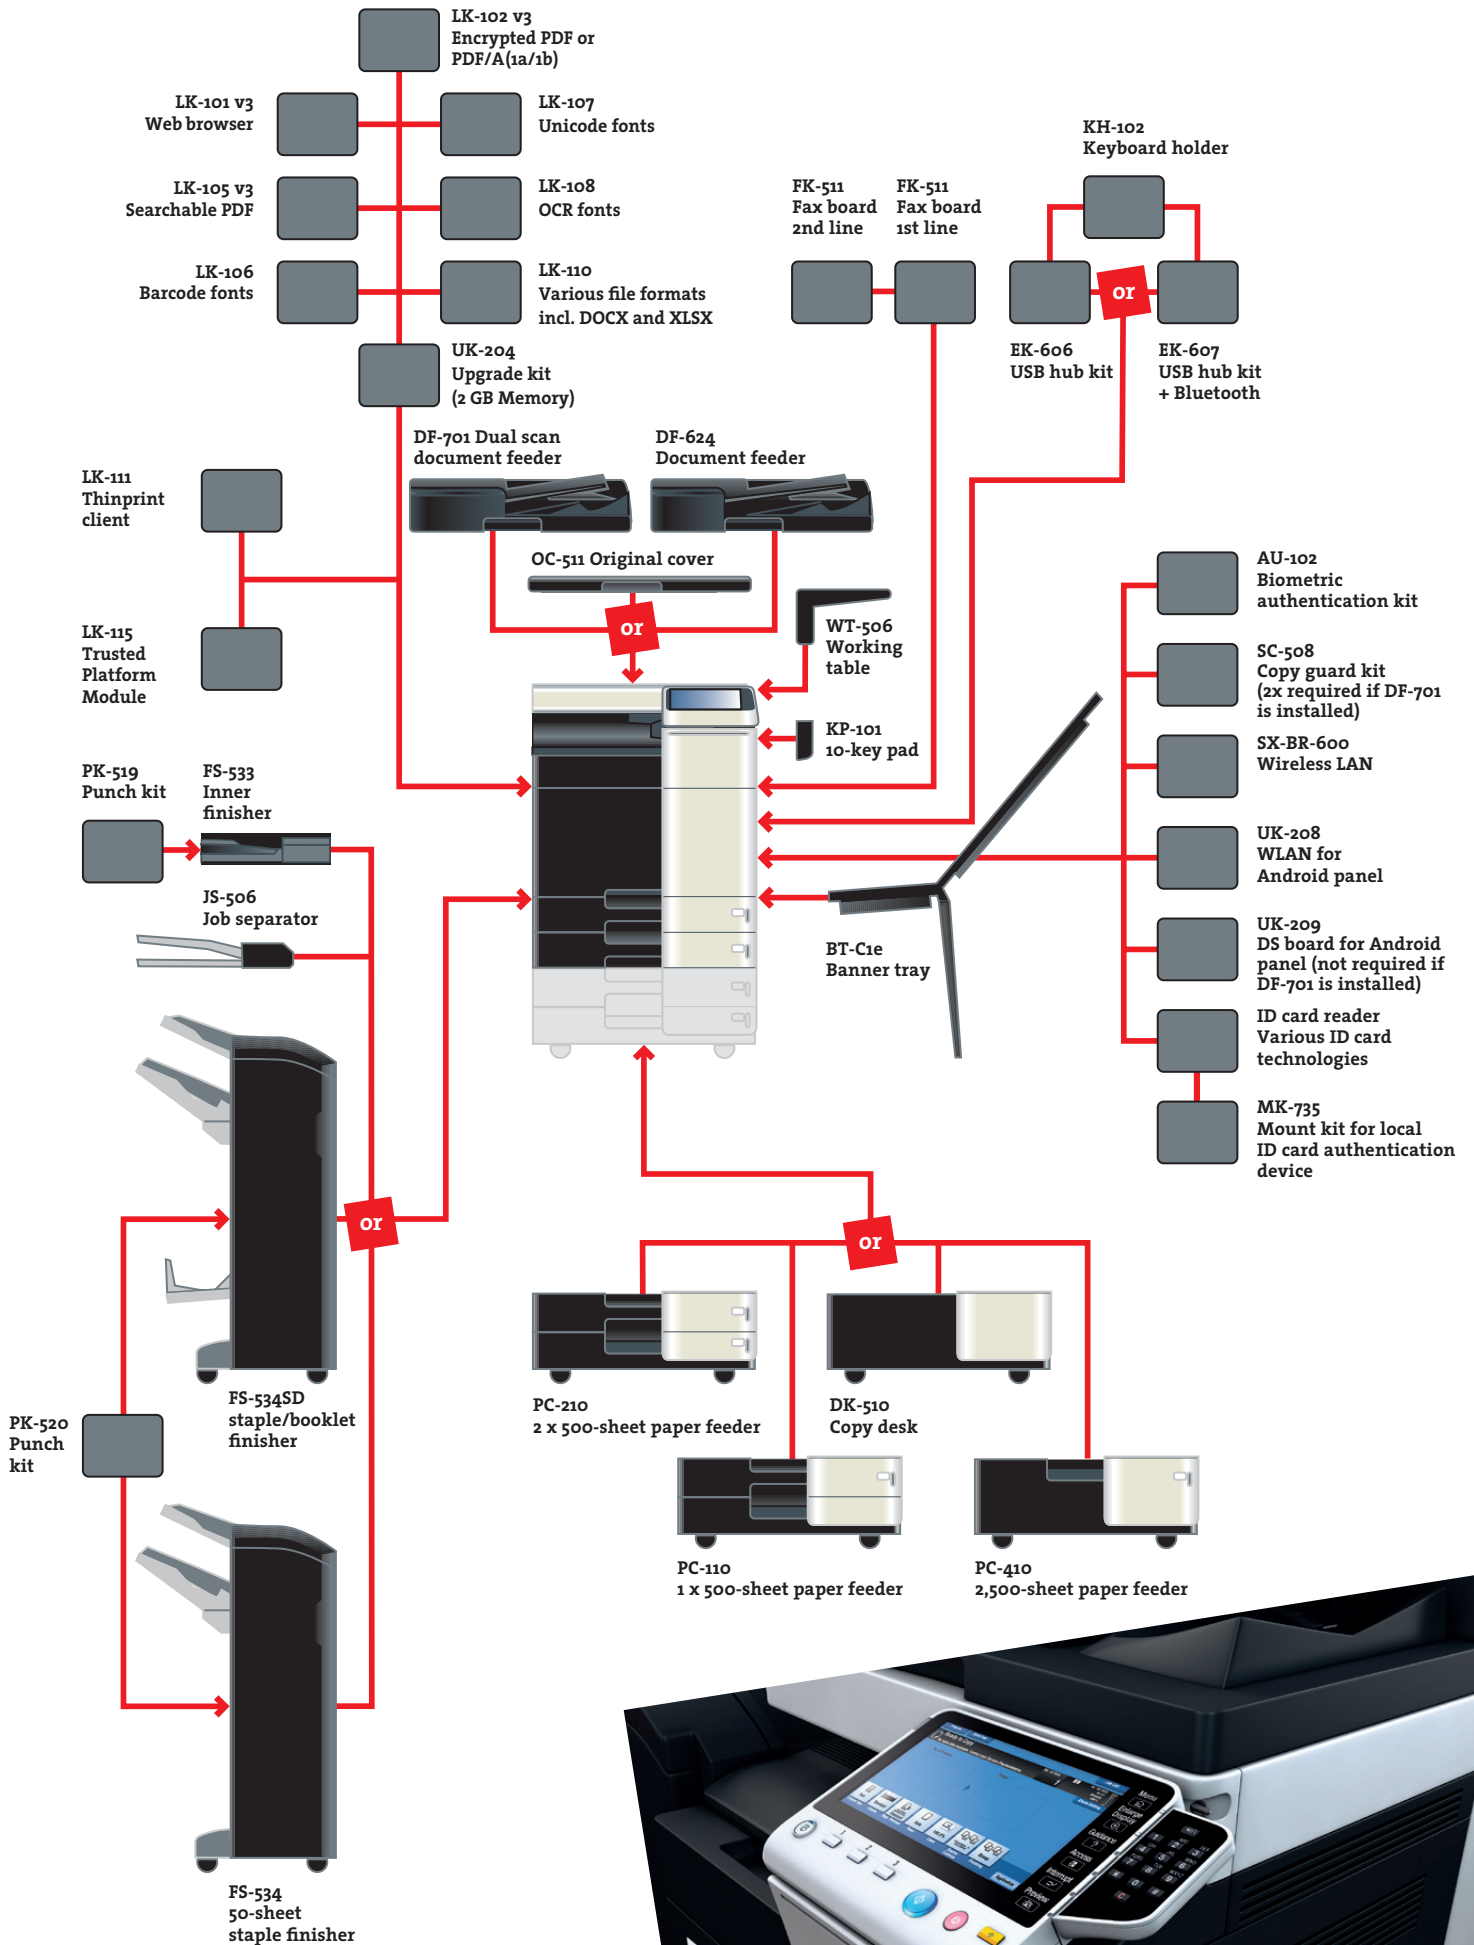 LK-102 v3
Encrypted PDF or
PDF/A(1a/1b)
LK-101 v3
Web browser
LK-107
Unicode fonts
LK-105 v3
Searchable PDF
LK-108
OCR fonts
LK-106
Barcode fonts
LK-110
Various file formats
incl. DOCX and XLSX
UK-204
Upgrade kit
(2 GB Memory)
KH-102
Keyboard holder
FK-511
Fax board
2nd line
FK-511
Fax board
1st line
or
EK-606
USB hub kit
EK-607
USB hub kit
+ Bluetooth
DF-701 Dual scan
document feeder
DF-624
Document feeder
LK-111
Thinprint
client
OC-511 Original cover
or
LK-115
Trusted
Platform
Module
WT-506
Working
table
KP-101
10-key pad
AU-102
Biometric
authentication kit
SC-508
Copy guard kit
(2x required if DF-701
is installed)
SX-BR-600
Wireless LAN
UK-208
WLAN for
Android panel
UK-209
DS board for Android
panel (not required if
DF-701 is installed)
ID card reader
Various ID card
technologies
MK-735
Mount kit for local
ID card authentication
device
PK-519
Punch kit
FS-533
Inner
finisher
JS-506
Job separator
BT-C1e
Banner tray
or
or
FS-534SD
staple/booklet
finisher
PK-520
Punch
kit
PC-210
2 x 500-sheet paper feeder
DK-510
Copy desk
PC-110
1 x 500-sheet paper feeder
PC-410
2,500-sheet paper feeder
FS-534
50-sheet
staple finisher
Menu
Enlarge
Display
Guidance
Access
Interrupt
Preview